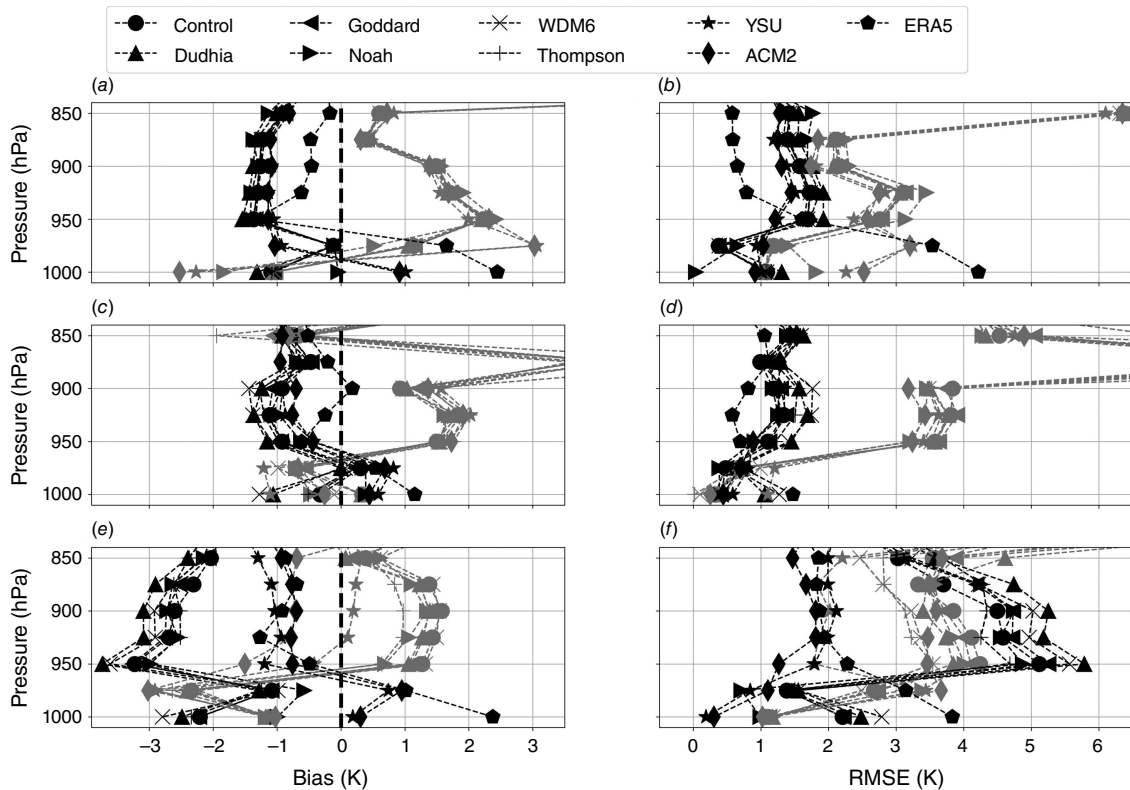 Control Goddard WDM6 YSU ERA5
Dudhia Noah Thompson ACM2
(a) (b)
850
900
950
1000
Pressure (hPa)
(c) (d)
850
900
950
1000
Pressure (hPa)
(e) (f)
850
900
950
1000
Pressure (hPa)
−3 −2 −1 0 1 2 3 0 1 2 3 4 5 6
Bias (K) RMSE (K)